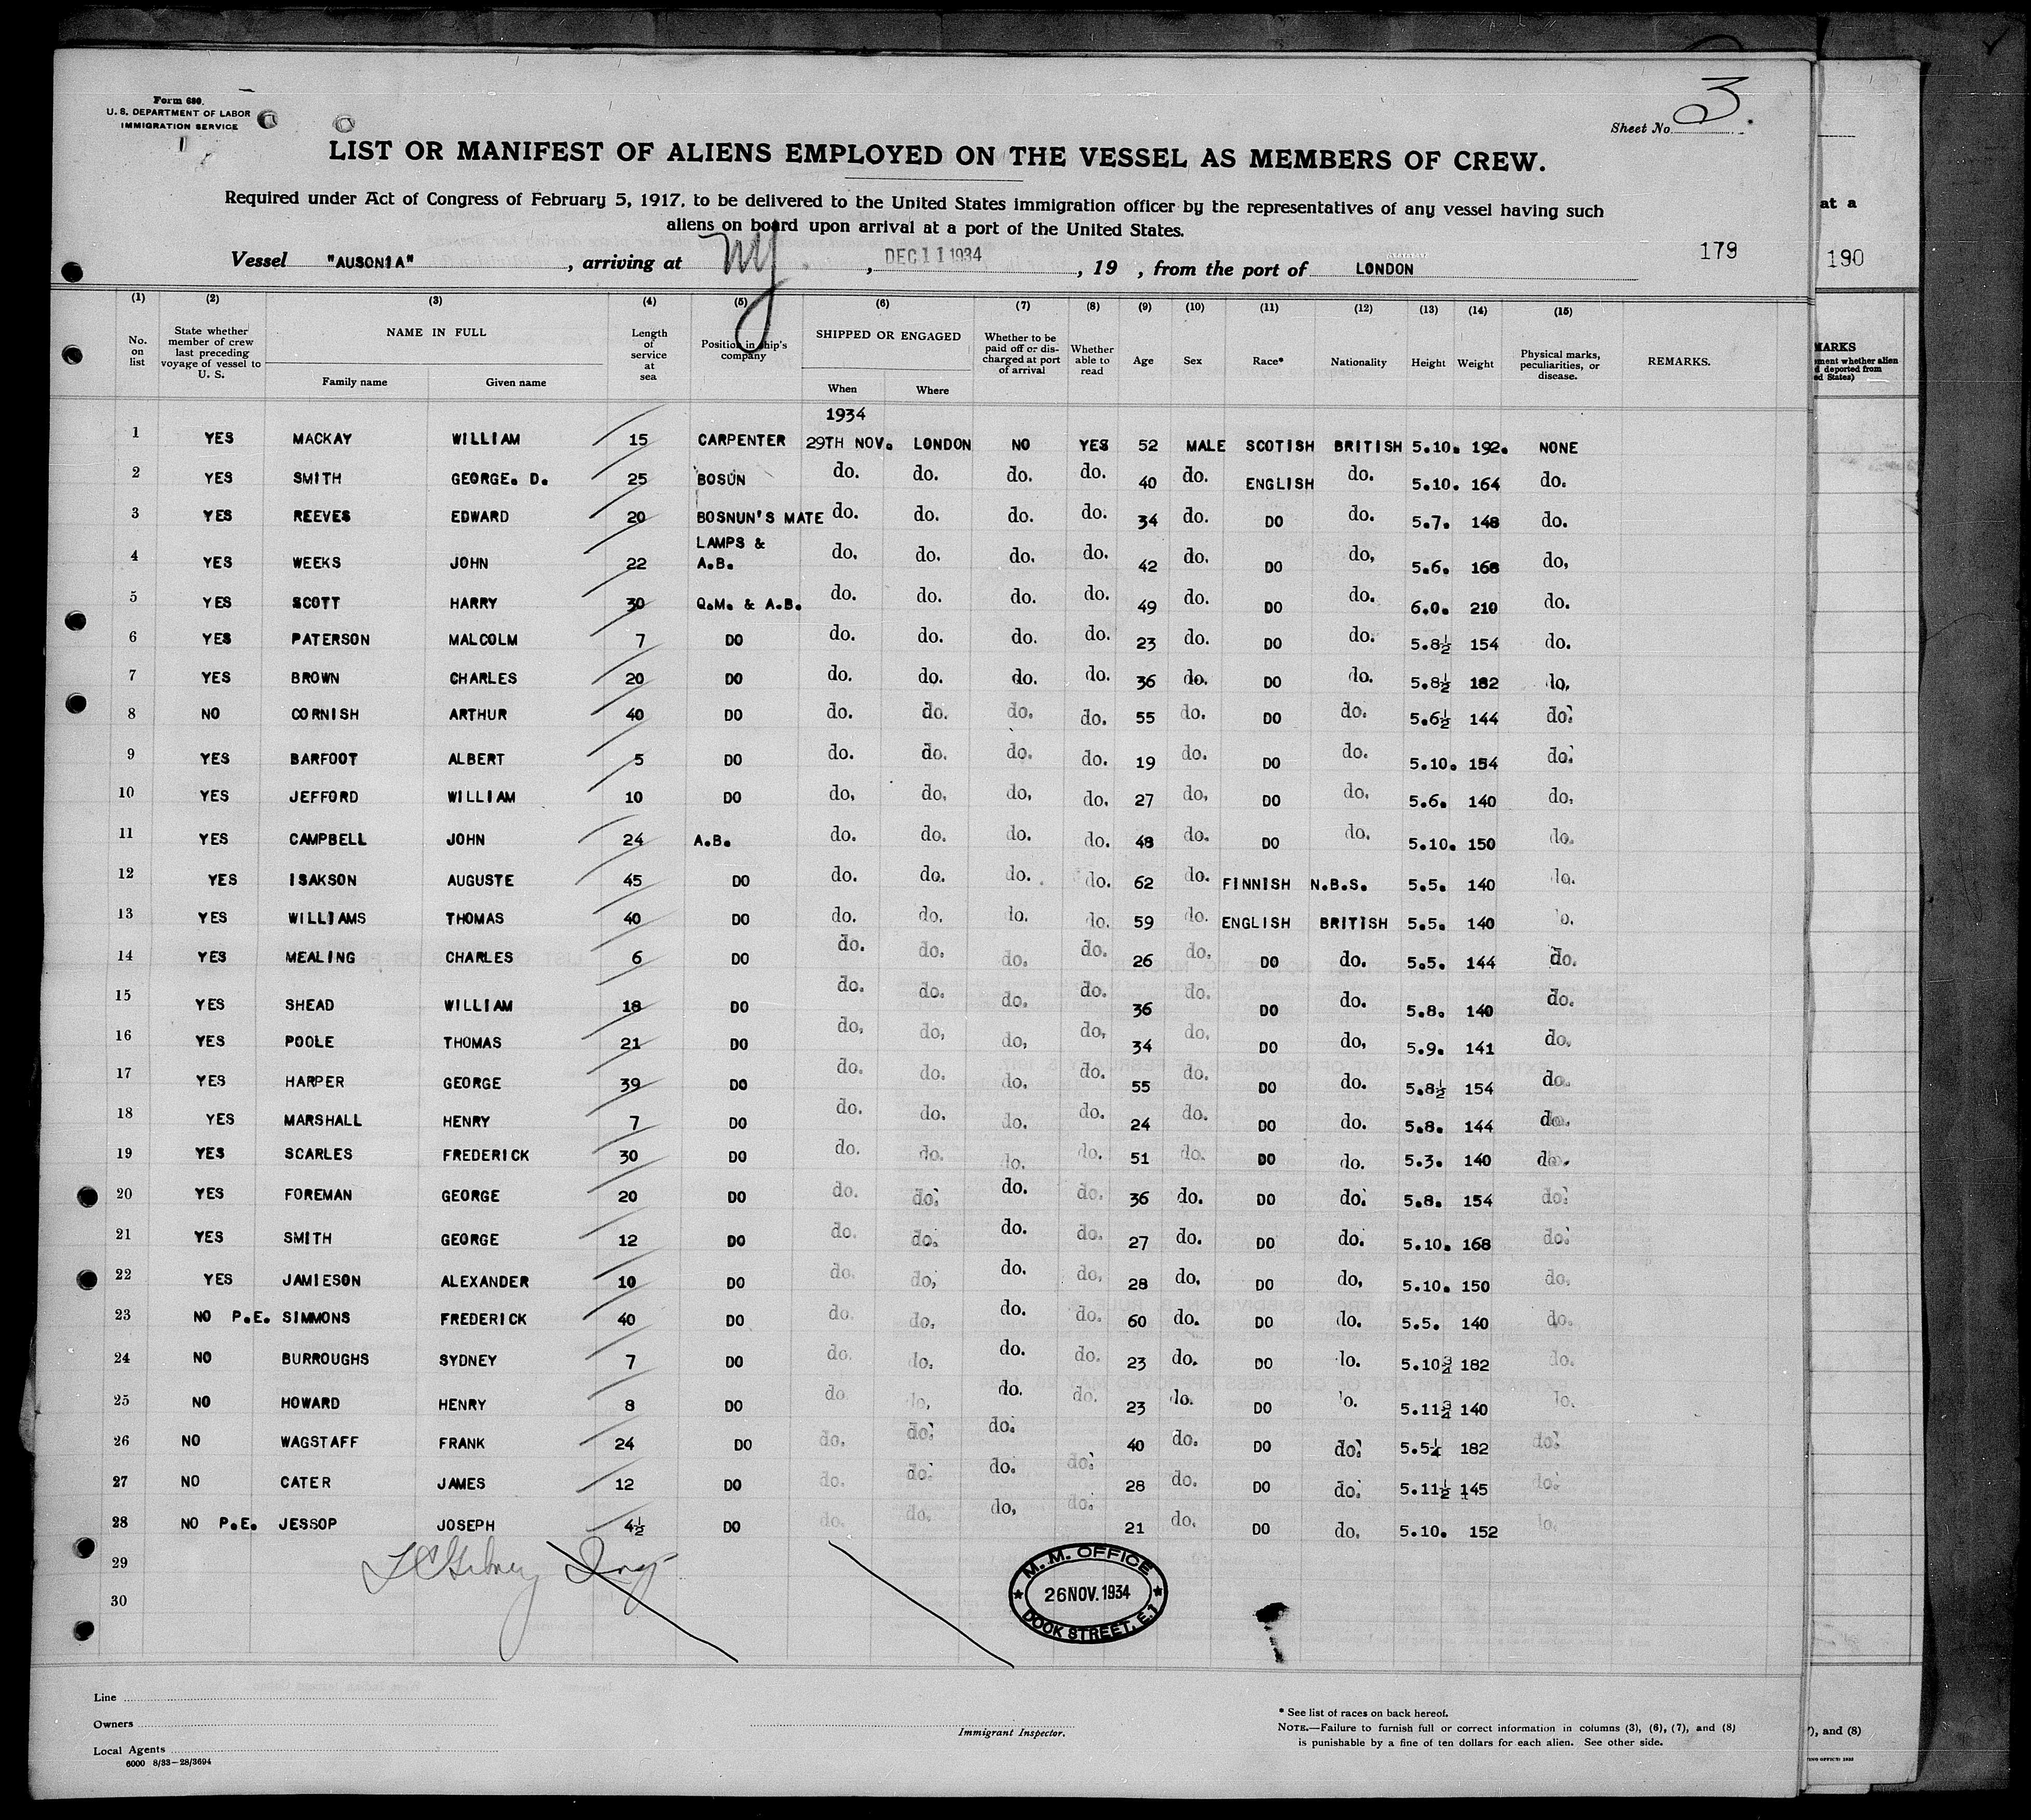 Form 680.
U. S. DEPARTMENT OF LABOR
IMMIGRATION SERVICE
Sheet No. 3.
LIST OR MANIFEST OF ALIENS EMPLOYED ON THE VESSEL AS MEMBERS OF CREW.
Required under Act of Congress of February 5, 1917, to be delivered to the United States immigration officer by the representatives of any vessel having such
aliens on board upon arrival at a port of the United States.
at a
Vessel "AUSONIA", arriving at NY., DEC 11 1934, 19 , from the port of LONDON
179
190
(1) (2) (3) (4) (5) (6) (7) (8) (9) (10) (11) (12) (13) (14) (15)
No. on list State whether member of crew last preceding voyage of vessel to U. S. NAME IN FULL Family name Given name Length of service at sea Position in ship's company SHIPPED OR ENGAGED When Where Whether to be paid off or discharged at port of arrival Whether able to read Age Sex Race* Nationality Height Weight Physical marks, peculiarities, or disease. REMARKS.
1934
1 YES MACKAY WILLIAM 15 CARPENTER 29TH NOV. LONDON NO YES 52 MALE SCOTISH BRITISH 5.10. 192. NONE
2 YES SMITH GEORGE. D. 25 BOSUN do. do. do. do. 40 do. ENGLISH do. 5.10. 164 do.
3 YES REEVES EDWARD 20 BOSNUN'S MATE do. do. do. do. 34 do. DO do. 5.7. 148 do.
4 YES WEEKS JOHN 22 LAMPS & A.B. do. do. do. do. 42 do. DO do, 5.6. 168 do,
5 YES SCOTT HARRY 30 Q.M. & A.B. do. do. do. do. 49 do. DO do. 6.0. 210 do.
6 YES PATERSON MALCOLM 7 DO do. do. do. do. 23 do. DO do. 5.8½ 154 do.
7 YES BROWN CHARLES 20 DO do. do. do. do. 36 do. DO do. 5.8½ 182 do.
8 NO CORNISH ARTHUR 40 DO do. do. do. do. 55 do. DO do. 5.6½ 144 do.
9 YES BARFOOT ALBERT 5 DO do. do. do. do. 19 do. DO do. 5.10. 154 do.
10 YES JEFFORD WILLIAM 10 DO do, do, do, do, 27 do, DO do, 5.6. 140 do,
11 YES CAMPBELL JOHN 24 A.B. do. do. do. do. 48 do. DO do. 5.10. 150 do.
12 YES ISAKSON AUGUSTE 45 DO do. do. do. do. 62 do. FINNISH N.B.S. 5.5. 140 do.
13 YES WILLIAMS THOMAS 40 DO do. do. do. do. 59 do. ENGLISH BRITISH 5.5. 140 do.
14 YES MEALING CHARLES 6 DO do. do. do. do. 26 do. DO do. 5.5. 144 do.
15 YES SHEAD WILLIAM 18 DO do. do. do. do. 36 do. DO do. 5.8. 140 do.
16 YES POOLE THOMAS 21 DO do, do, do, do, 34 do. DO do, 5.9. 141 do.
17 YES HARPER GEORGE 39 DO do. do. do. do. 55 do. DO do. 5.8½ 154 do.
18 YES MARSHALL HENRY 7 DO do. do. do. do. 24 do. DO do. 5.8. 144 do.
19 YES SCARLES FREDERICK 30 DO do. do. do. do. 51 do. DO do. 5.3. 140 do.
20 YES FOREMAN GEORGE 20 DO do. do. do. do. 36 do. DO do. 5.8. 154 do.
21 YES SMITH GEORGE 12 DO do. do. do. do. 27 do. DO do. 5.10. 168 do.
22 YES JAMIESON ALEXANDER 10 DO do. do, do. do, 28 do, DO do, 5.10. 150 do,
23 NO P.E. SIMMONS FREDERICK 40 DO do. do. do. do. 60 do. DO do. 5.5. 140 do.
24 NO BURROUGHS SYDNEY 7 DO do. do. do. do. 23 do. DO do. 5.10¾ 182 do.
25 NO HOWARD HENRY 8 DO do. do, do. do. 23 do. DO do. 5.11¾ 140 do.
26 NO WAGSTAFF FRANK 24 DO do. do. do. 40 do. DO do. 5.5¼ 182 do.
27 NO CATER JAMES 12 DO do. do. do. do. 28 do. DO do. 5.11½ 145 do.
28 NO P.E. JESSOP JOSEPH 4½ DO do. do. do, do. 21 do. DO do. 5.10. 152 do.
29
30
M. M. OFFICE
26 NOV. 1934
DOCK STREET, E.1
Line
Owners
Local Agents
6000 8/33—28/3694
Immigrant Inspector.
* See list of races on back hereof.
NOTE.—Failure to furnish full or correct information in columns (3), (6), (7), and (8)
is punishable by a fine of ten dollars for each alien. See other side.
, and (8)